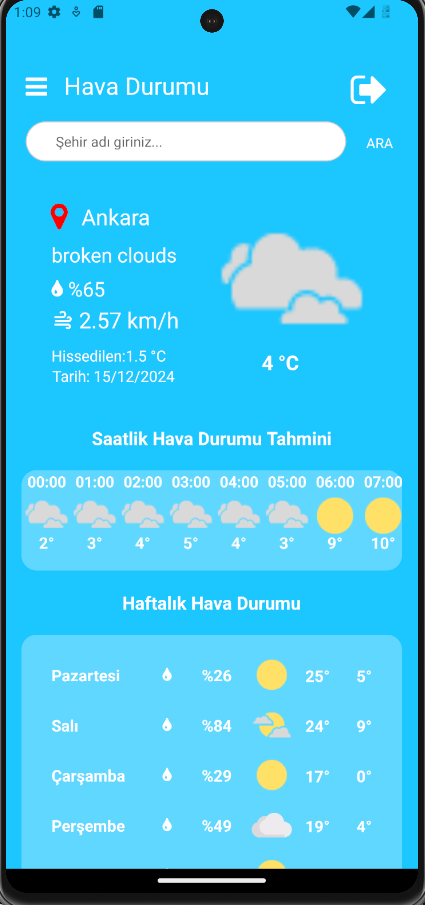 1:09
Hava Durumu
Şehir adı giriniz...
ARA
Ankara
broken clouds
%65
2.57 km/h
Hissedilen:1.5 °C
Tarih: 15/12/2024
4 °C
Saatlik Hava Durumu Tahmini
00:00 01:00 02:00 03:00 04:00 05:00 06:00 07:00
2° 3° 4° 5° 4° 3° 9° 10°
Haftalık Hava Durumu
Pazartesi %26 25° 5°
Salı %84 24° 9°
Çarşamba %29 17° 0°
Perşembe %49 19° 4°